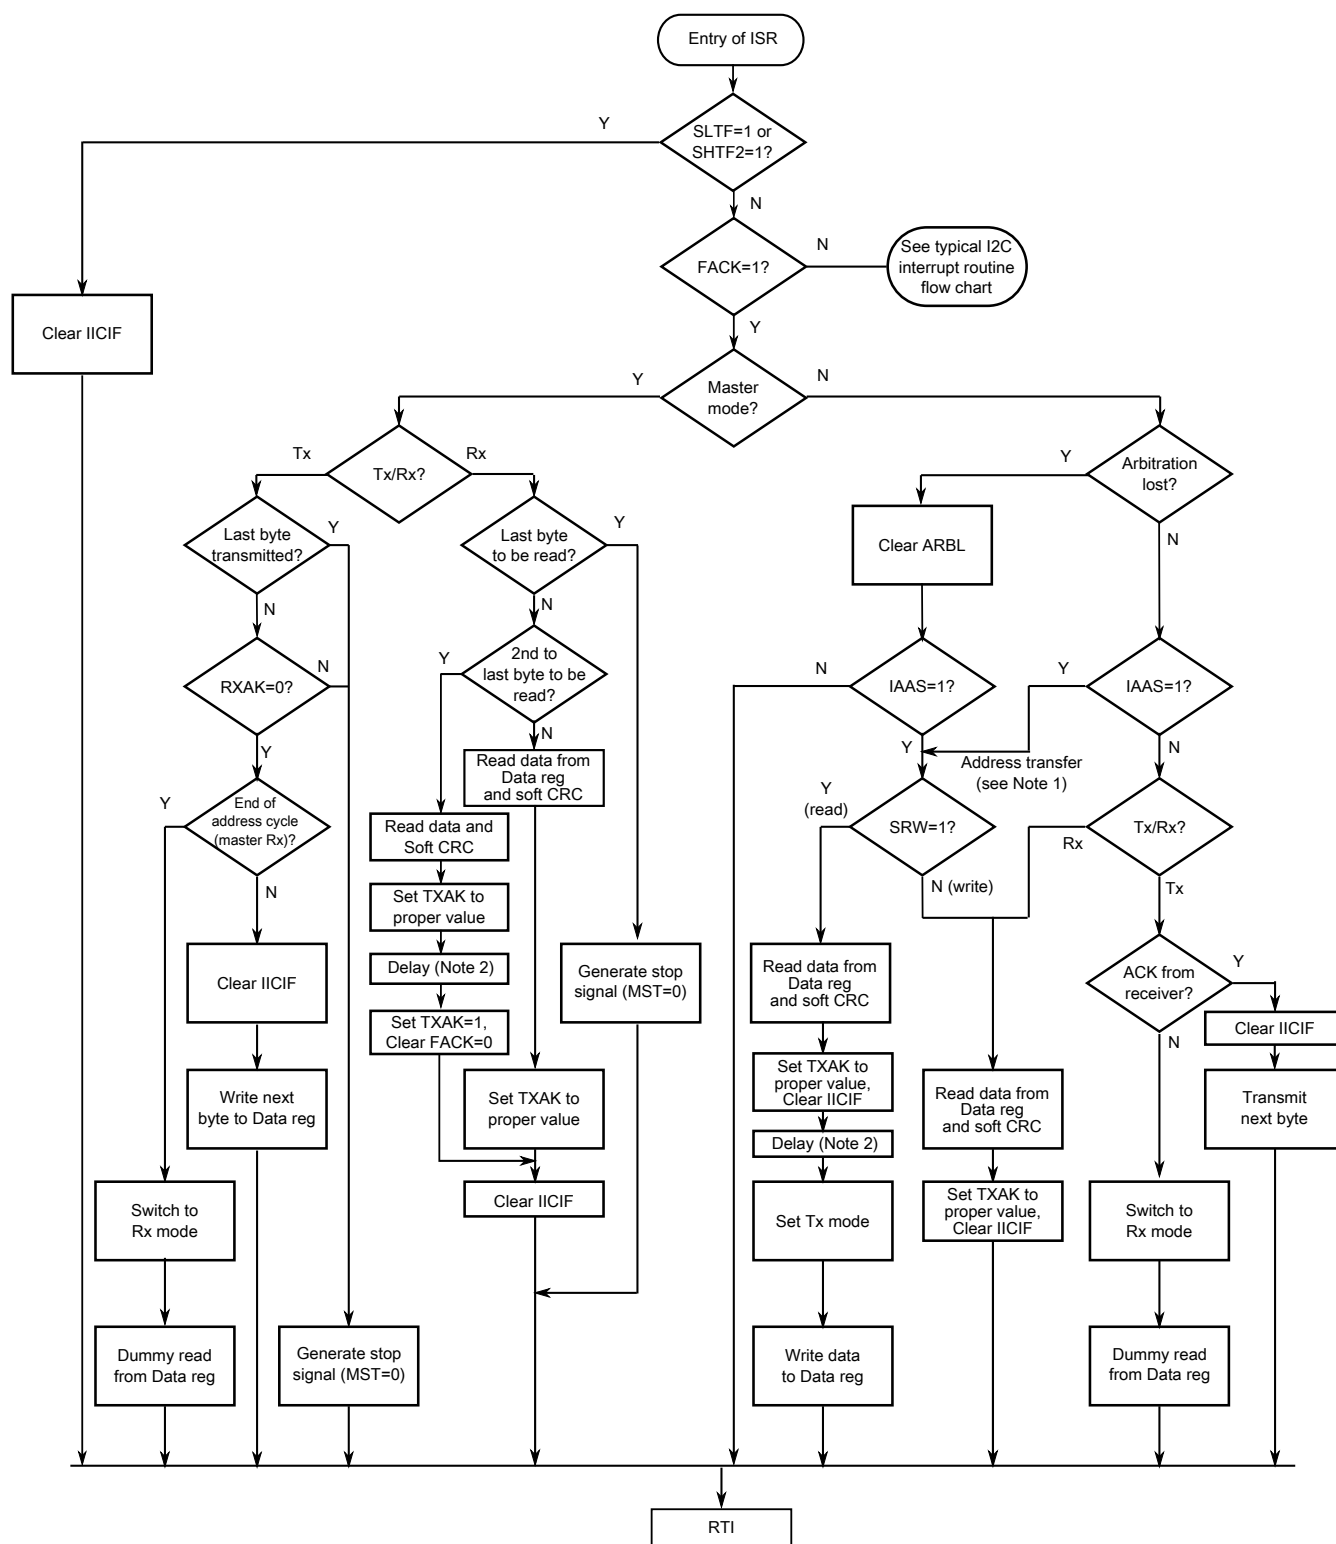 Entry of ISR
Y
SLTF=1 or
SHTF2=1?
N
FACK=1?
N
See typical I2C
interrupt routine
flow chart
Clear IICIF
Y
Y
Master
mode?
N
Tx
Tx/Rx?
Rx
Y
Arbitration
lost?
Last byte
transmitted?
Y
Last byte
to be read?
Y
Clear ARBL
N
N
N
RXAK=0?
N
Y
2nd to
last byte to be
read?
N
IAAS=1?
Y
IAAS=1?
Y
N
Read data from
Data reg
and soft CRC
Y
Address transfer
(see Note 1)
N
Y
End of
address cycle
(master Rx)?
Read data and
Soft CRC
Y
(read)
SRW=1?
Rx
Tx/Rx?
N
Set TXAK to
proper value
N (write)
Tx
Clear IICIF
Delay (Note 2)
Generate stop
signal (MST=0)
Read data from
Data reg
and soft CRC
ACK from
receiver?
Y
Set TXAK=1,
Clear FACK=0
N
Clear IICIF
Write next
byte to Data reg
Set TXAK to
proper value
Set TXAK to
proper value,
Clear IICIF
Read data from
Data reg
and soft CRC
Transmit
next byte
Delay (Note 2)
Switch to
Rx mode
Clear IICIF
Set Tx mode
Set TXAK to
proper value,
Clear IICIF
Switch to
Rx mode
Dummy read
from Data reg
Generate stop
signal (MST=0)
Write data
to Data reg
Dummy read
from Data reg
RTI